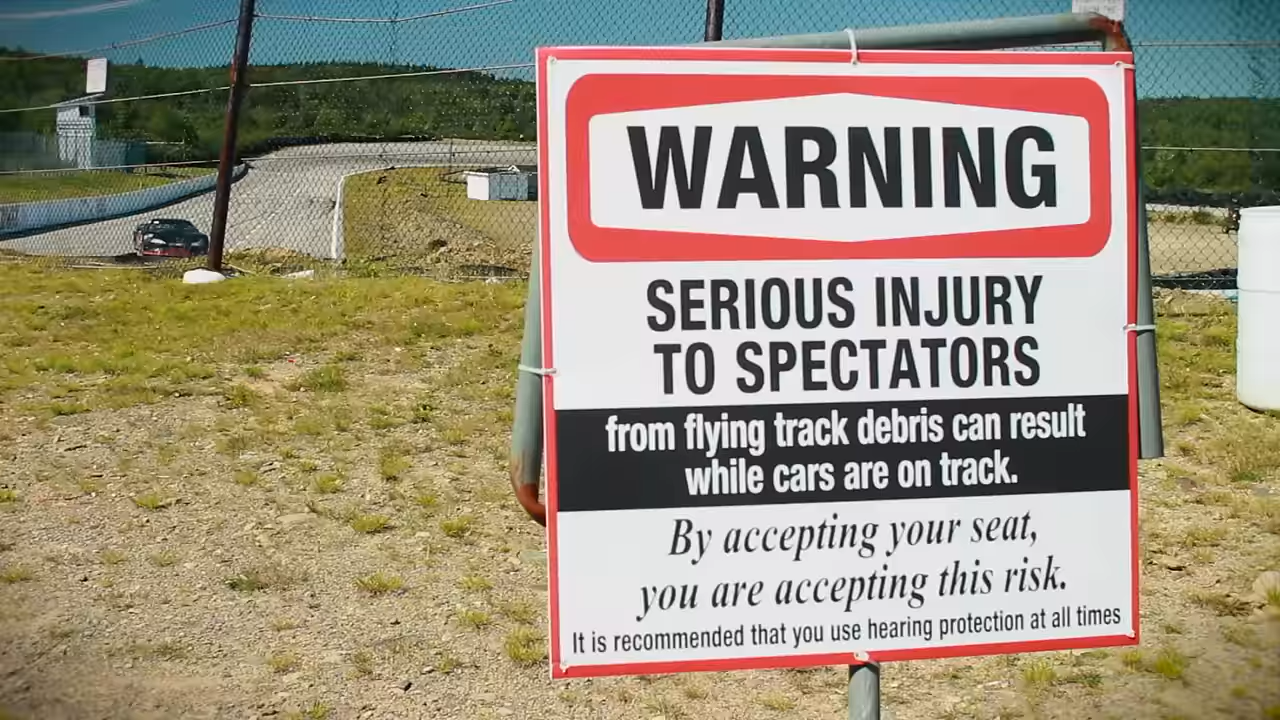 WARNING
SERIOUS INJURY
TO SPECTATORS
from flying track debris can result
while cars are on track.
By accepting your seat,
you are accepting this risk.
It is recommended that you use hearing protection at all times